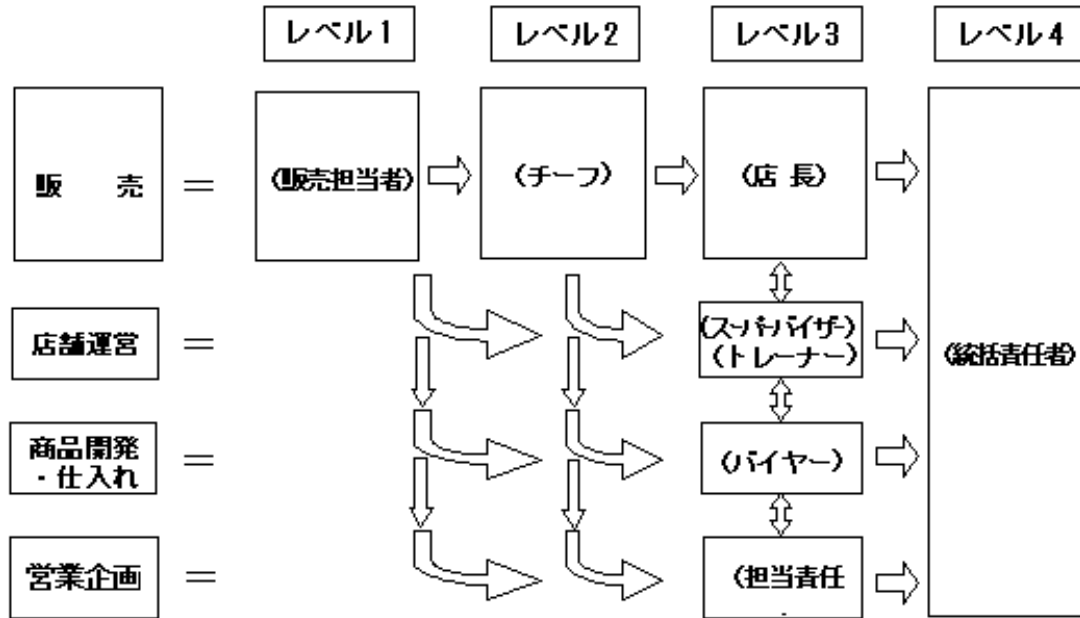 レベル1
レベル2
レベル3
レベル4
販 売
=
(販売担当者)
(チーフ)
(店 長)
店舗運営
=
(スーパーバイザー)
(トレーナー)
(統括責任者)
商品開発
・仕入れ
=
(バイヤー)
営業企画
=
(担当責任